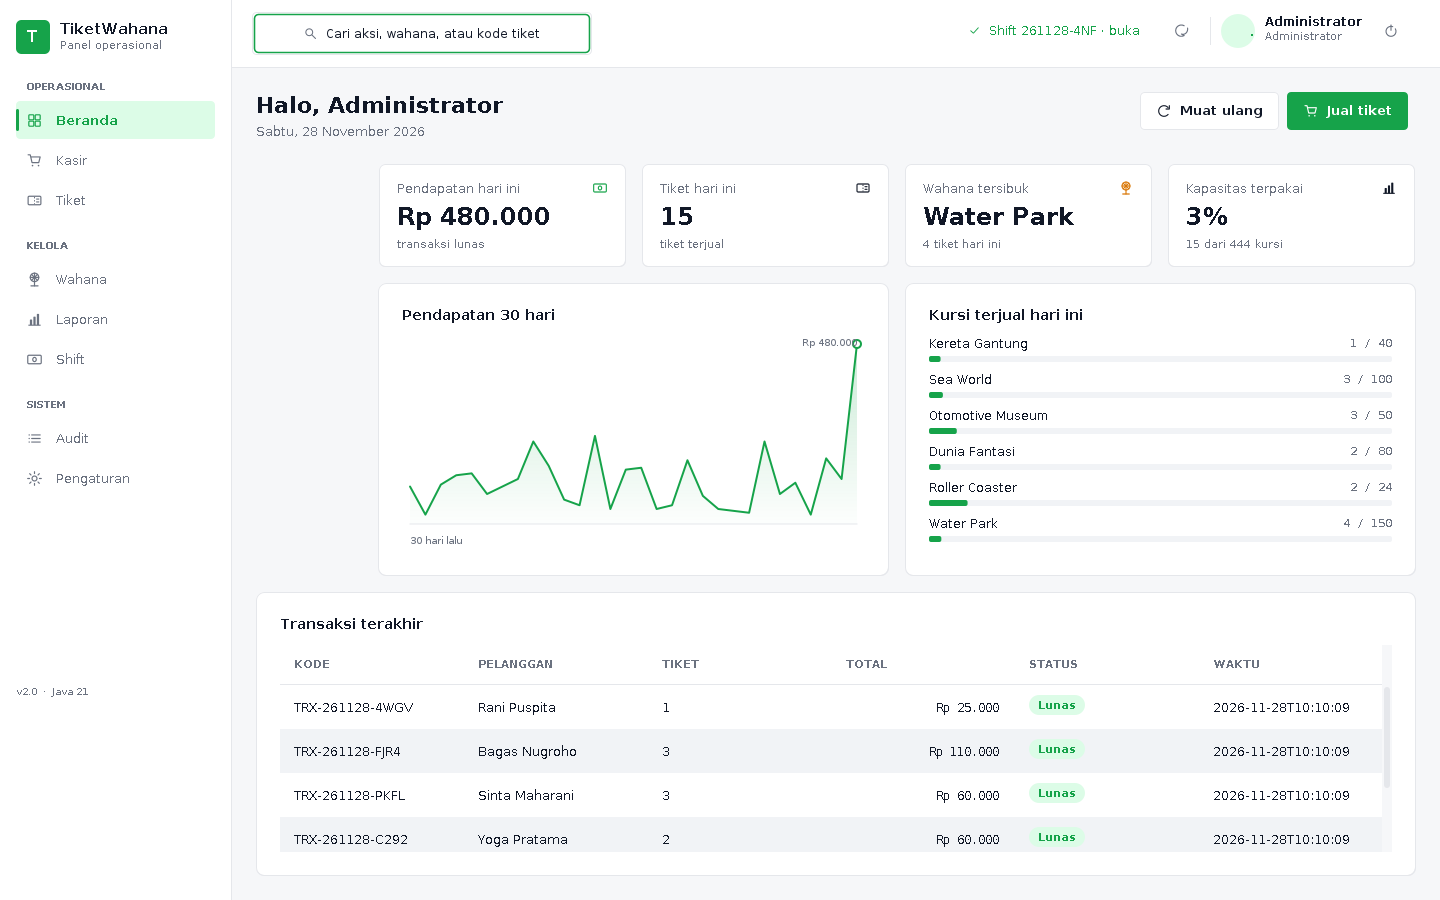 T
TiketWahana
Panel operasional
OPERASIONAL
Beranda
Kasir
Tiket
KELOLA
Wahana
Laporan
Shift
SISTEM
Audit
Pengaturan
v2.0 · Java 21
Cari aksi, wahana, atau kode tiket
Shift 261128-4NF · buka
Administrator
Administrator
Halo, Administrator
Sabtu, 28 November 2026
Muat ulang
Jual tiket
Pendapatan hari ini
Rp 480.000
transaksi lunas
Tiket hari ini
15
tiket terjual
Wahana tersibuk
Water Park
4 tiket hari ini
Kapasitas terpakai
3%
15 dari 444 kursi
Pendapatan 30 hari
Rp 480.000
30 hari lalu
Kursi terjual hari ini
Kereta Gantung 1 / 40
Sea World 3 / 100
Otomotive Museum 3 / 50
Dunia Fantasi 2 / 80
Roller Coaster 2 / 24
Water Park 4 / 150
Transaksi terakhir
KODE PELANGGAN TIKET TOTAL STATUS WAKTU
TRX-261128-4WGV Rani Puspita 1 Rp 25.000 Lunas 2026-11-28T10:10:09
TRX-261128-FJR4 Bagas Nugroho 3 Rp 110.000 Lunas 2026-11-28T10:10:09
TRX-261128-PKFL Sinta Maharani 3 Rp 60.000 Lunas 2026-11-28T10:10:09
TRX-261128-C292 Yoga Pratama 2 Rp 60.000 Lunas 2026-11-28T10:10:09